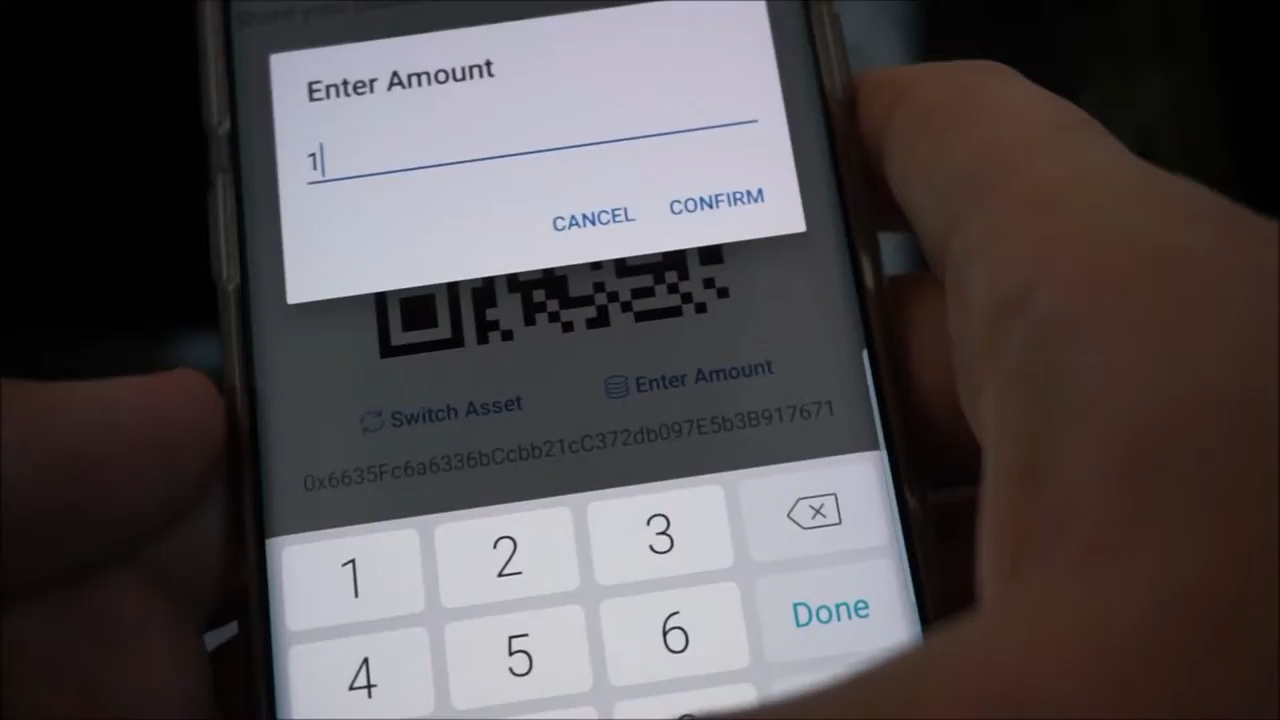 Enter Amount
1
CANCEL CONFIRM
Switch Asset Enter Amount
0x6635Fc6a6336bCcbb21cC372db097E5b3B917671
1 2 3
Done
4 5 6